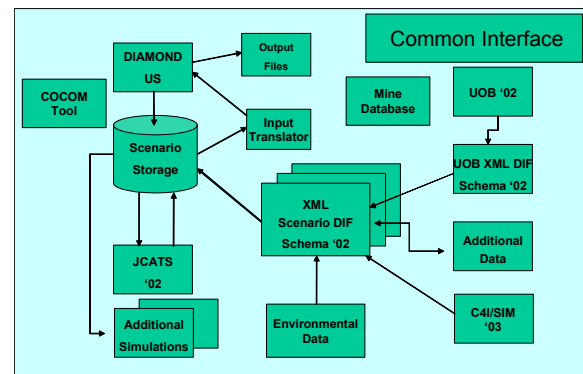 Common Interface
DIAMOND
US
Output
Files
COCOM
Tool
Mine
Database
UOB ‘02
Scenario
Storage
Input
Translator
UOB XML DIF
Schema ‘02
XML
Scenario DIF
Schema ‘02
JCATS
‘02
Additional
Data
Additional
Simulations
Environmental
Data
C4I/SIM
‘03